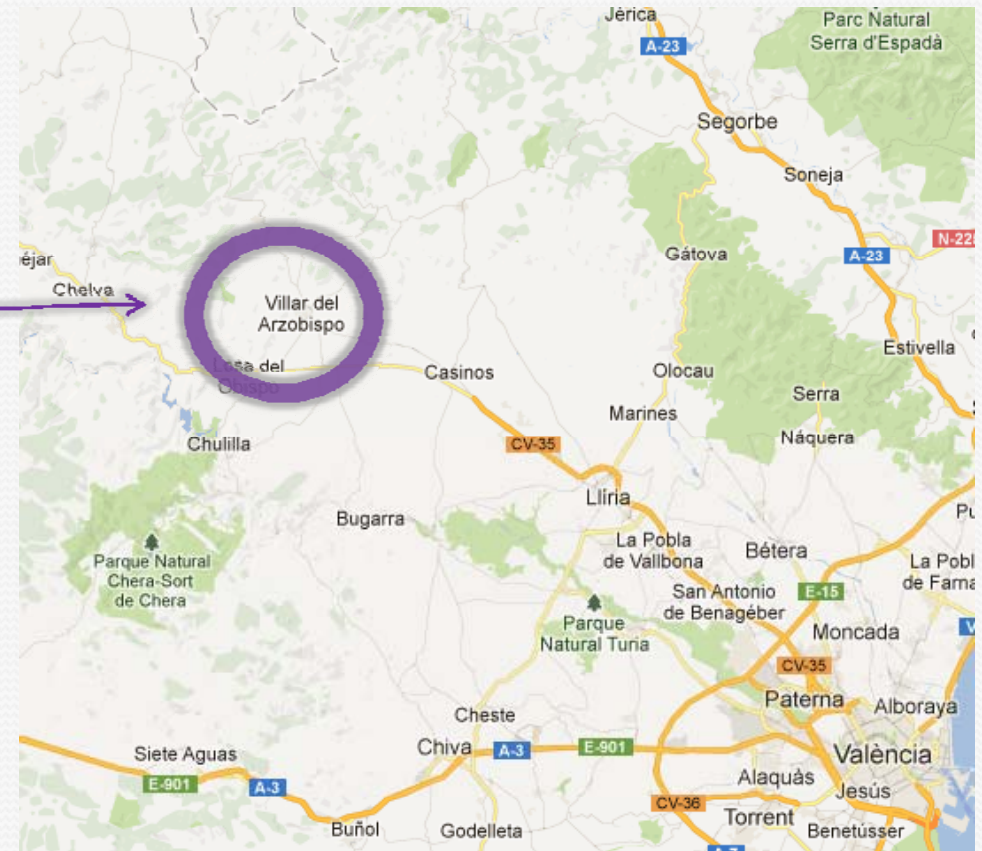 Jérica
Parc Natural
Serra d'Espadà
A-23
Segorbe
Soneja
Gátova
N-225
A-23
éjar
Chelva
Villar del
Arzobispo
Estivella
Losa del
Obispo
Casinos
Olocau
Serra
Marines
Náquera
Chulilla
CV-35
Llíria
Bugarra
La Pobla
de Vallbona
Bétera
Parque Natural
Chera-Sort
de Chera
San Antonio
de Benagéber
E-15
La Pobl
de Farna
Parque
Natural Turia
Moncada
V
CV-35
Paterna
Alboraya
Cheste
Chiva
A-3
E-901
València
Siete Aguas
E-901
A-3
Alaquàs
Jesús
CV-36
Torrent
Buñol
Godelleta
Benetússer
A-7